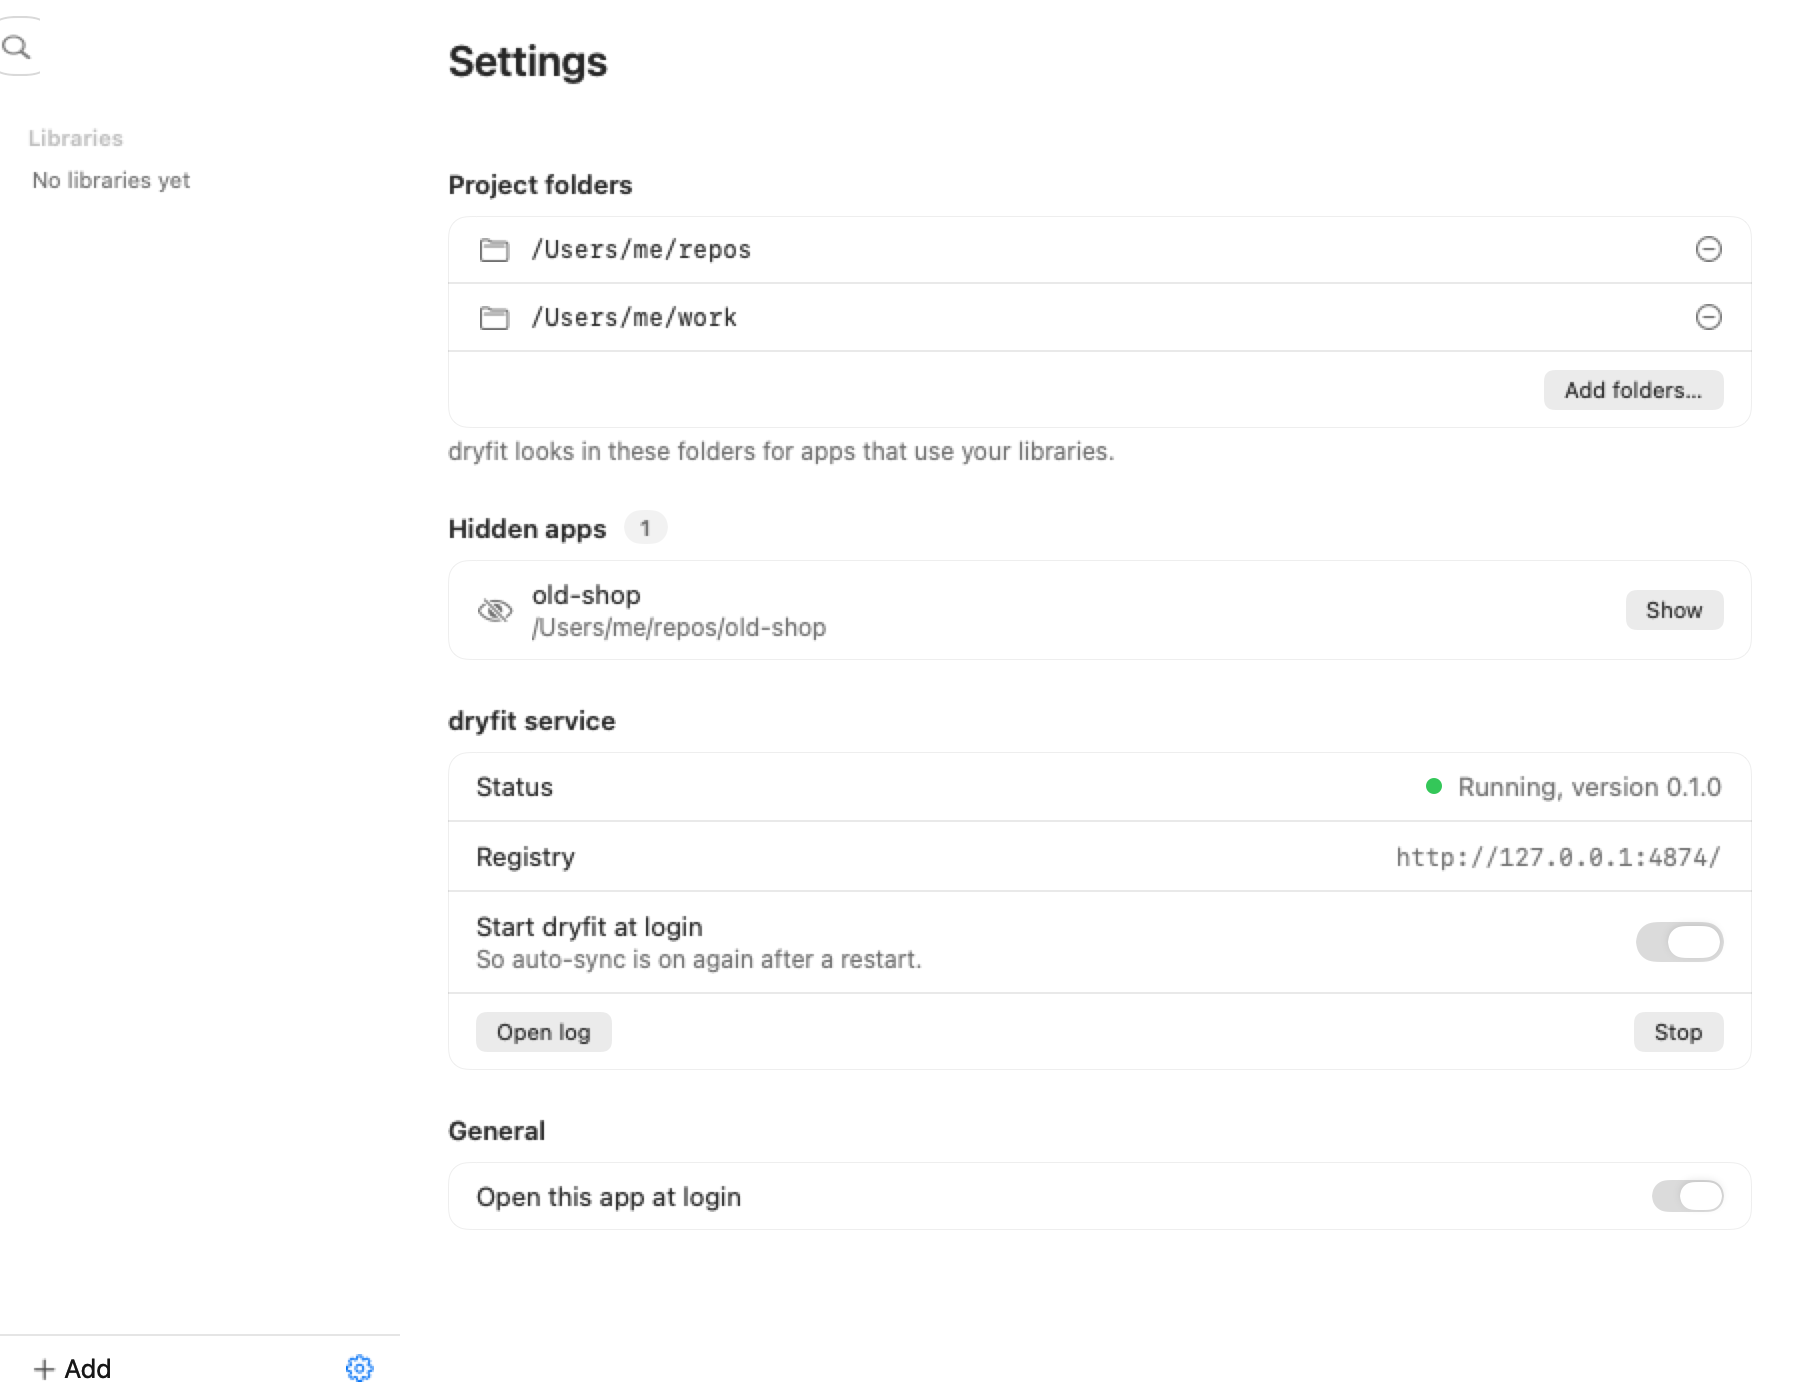 Settings
Libraries
No libraries yet
Project folders
/Users/me/repos
/Users/me/work
Add folders...
dryfit looks in these folders for apps that use your libraries.
Hidden apps 1
old-shop
/Users/me/repos/old-shop
Show
dryfit service
Status
Running, version 0.1.0
Registry
http://127.0.0.1:4874/
Start dryfit at login
So auto-sync is on again after a restart.
Open log
Stop
General
Open this app at login
Add